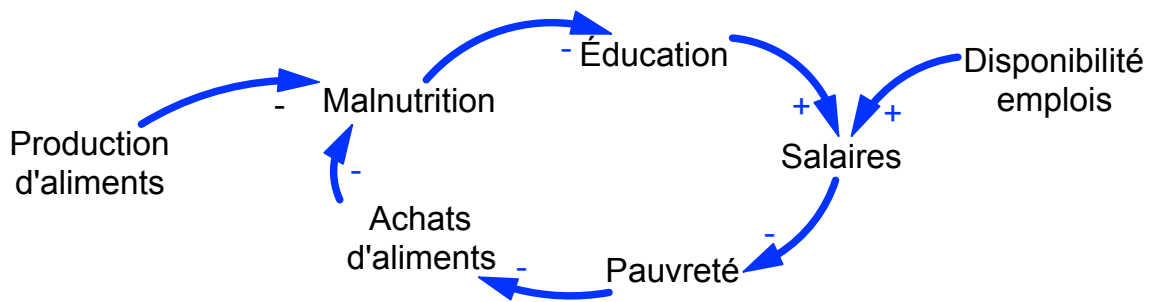 - Éducation
Disponibilité
emplois
- Malnutrition
+
+
Production
d'aliments
Salaires
-
Achats
d'aliments
-
-
Pauvreté